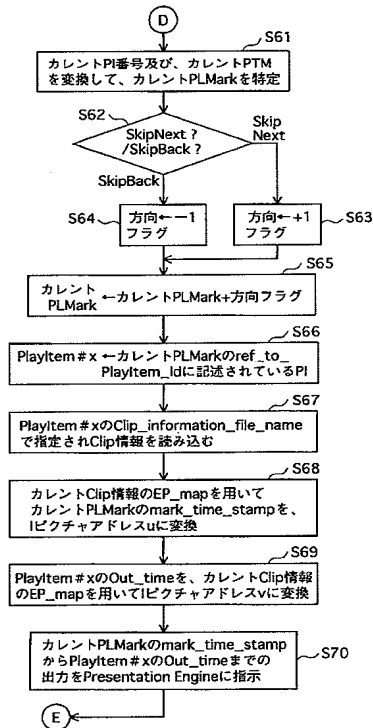 D
S61
カレントPI番号及び、カレントPTM
を変換して、カレントPLMarkを特定
S62
SkipNext ?
/SkipBack ?
Skip
Next
SkipBack
S64
方向←－1
フラグ
方向←+1
フラグ
S63
S65
カレント
PLMark
←カレントPLMark+方向フラグ
S66
PlayItem#x ←カレントPLMarkのref_to_
PlayItem_Idに記述されているPI
S67
PlayItem#xのClip_information_file_name
で指定されClip情報を読み込む
S68
カレントClip情報のEP_mapを用いて
カレントPLMarkのmark_time_stampを、
Iピクチャアドレスuに変換
S69
PlayItem#xのOut_timeを、カレントClip情報
のEP_mapを用いてIピクチャアドレスvに変換
カレントPLMarkのmark_time_stamp
からPlayItem#xのOut_timeまでの
出力をPresentation Engineに指示
S70
E